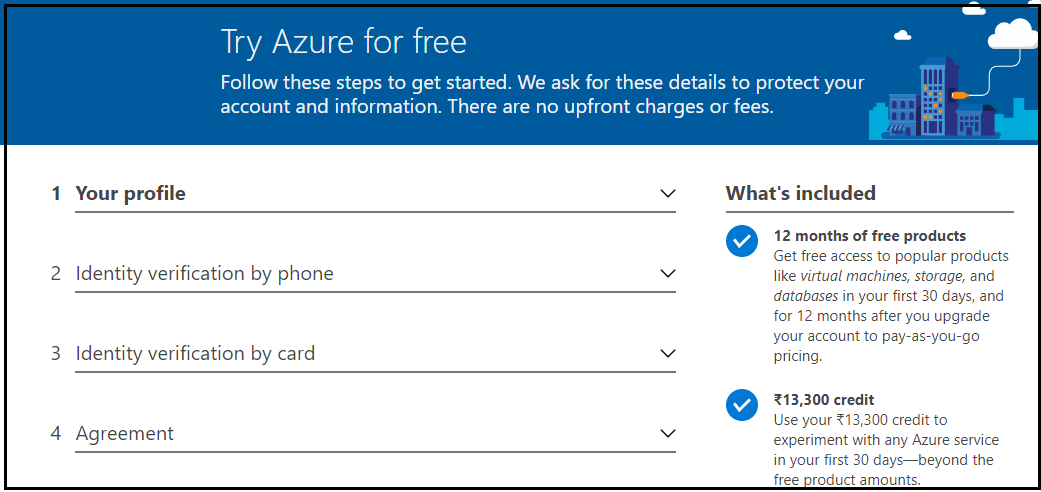 Try Azure for free
Follow these steps to get started. We ask for these details to protect your
account and information. There are no upfront charges or fees.
1 Your profile
2 Identity verification by phone
3 Identity verification by card
4 Agreement
What's included
12 months of free products
Get free access to popular products
like virtual machines, storage, and
databases in your first 30 days, and
for 12 months after you upgrade
your account to pay-as-you-go
pricing.
₹13,300 credit
Use your ₹13,300 credit to
experiment with any Azure service
in your first 30 days—beyond the
free product amounts.